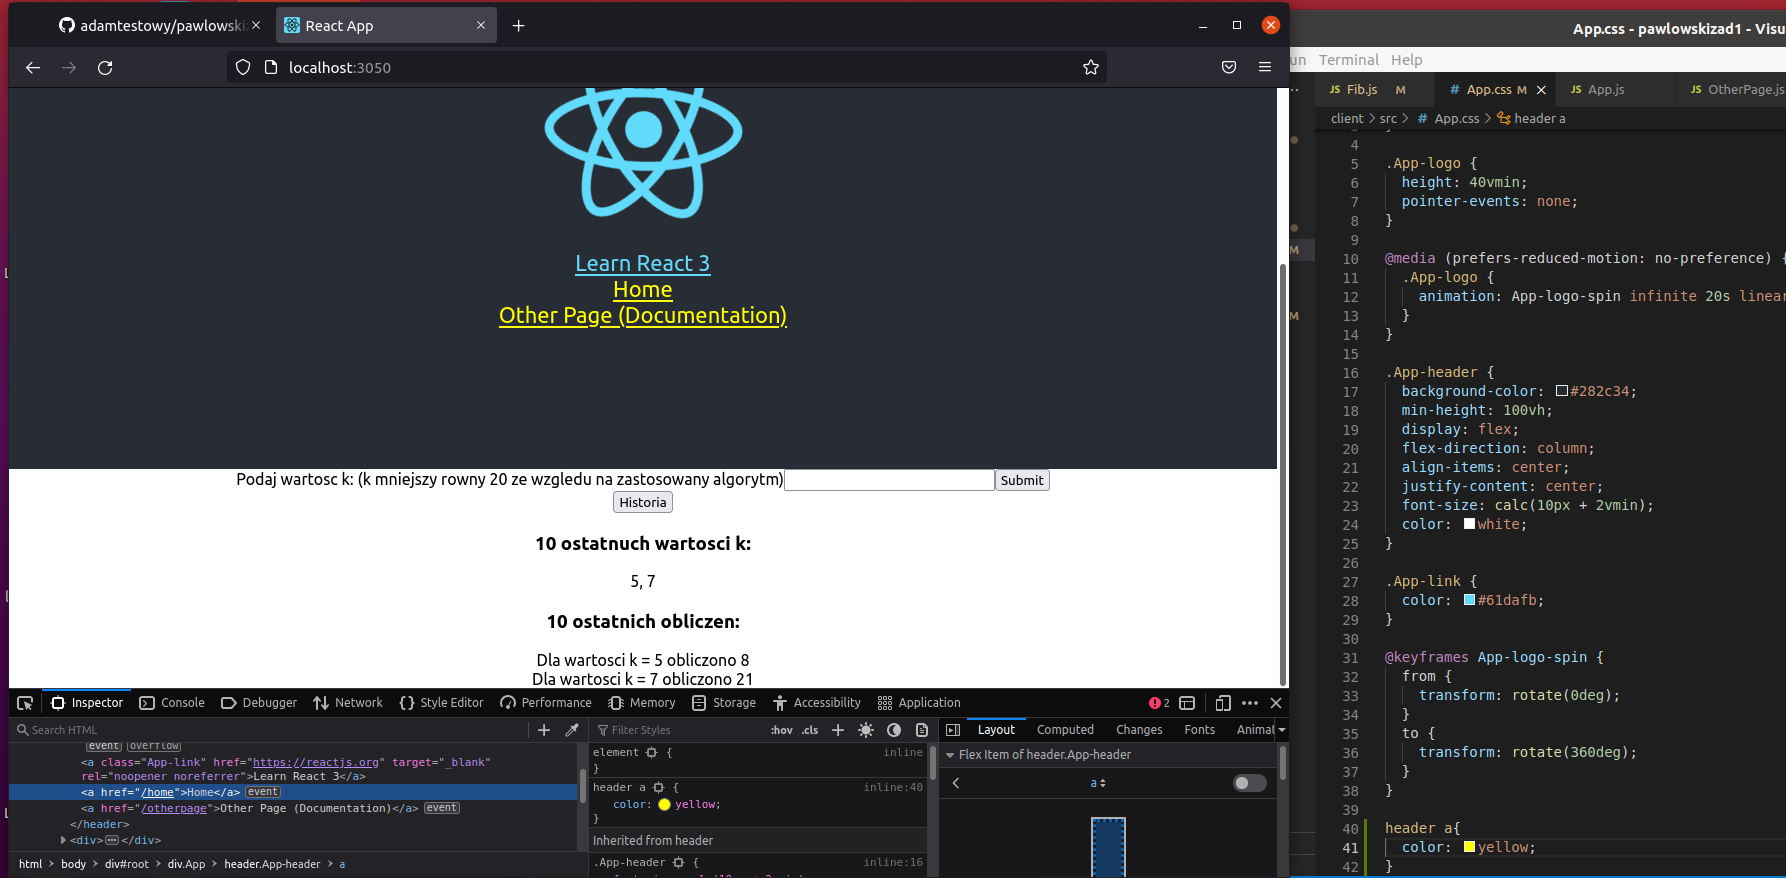 adamtestowy/pawlowskiz
React App
App.css - pawlowskizad1 - Visu
localhost:3050
un Terminal Help
Fib.js M
# App.css M
JS App.js
JS OtherPage.js
client > src > # App.css > header a
Learn React 3
Home
Other Page (Documentation)
Podaj wartosc k: (k mniejszy rowny 20 ze wzgledu na zastosowany algorytm)
Submit
Historia
10 ostatnuch wartosci k:
5, 7
10 ostatnich obliczen:
Dla wartosci k = 5 obliczono 8
Dla wartosci k = 7 obliczono 21
Inspector Console Debugger Network Style Editor Performance Memory Storage Accessibility Application 2
Search HTML
event overflow
<a class="App-link" href="https://reactjs.org" target="_blank"
rel="noopener noreferrer">Learn React 3</a>
<a href="/home">Home</a> event
<a href="/otherpage">Other Page (Documentation)</a> event
</header>
<div> </div>
html > body > div#root > div.App > header.App-header > a
Filter Styles :hov .cls
element { inline
}
header a { inline:40
color: yellow;
}
Inherited from header
.App-header { inline:16
Layout Computed Changes Fonts Animat
Flex Item of header.App-header
a
4
5 .App-logo {
6 height: 40vmin;
7 pointer-events: none;
8 }
9
10 @media (prefers-reduced-motion: no-preference) {
11 .App-logo {
12 animation: App-logo-spin infinite 20s linear
13 }
14 }
15
16 .App-header {
17 background-color: #282c34;
18 min-height: 100vh;
19 display: flex;
20 flex-direction: column;
21 align-items: center;
22 justify-content: center;
23 font-size: calc(10px + 2vmin);
24 color: white;
25 }
26
27 .App-link {
28 color: #61dafb;
29 }
30
31 @keyframes App-logo-spin {
32 from {
33 transform: rotate(0deg);
34 }
35 to {
36 transform: rotate(360deg);
37 }
38 }
39
40 header a{
41 color: yellow;
42 }